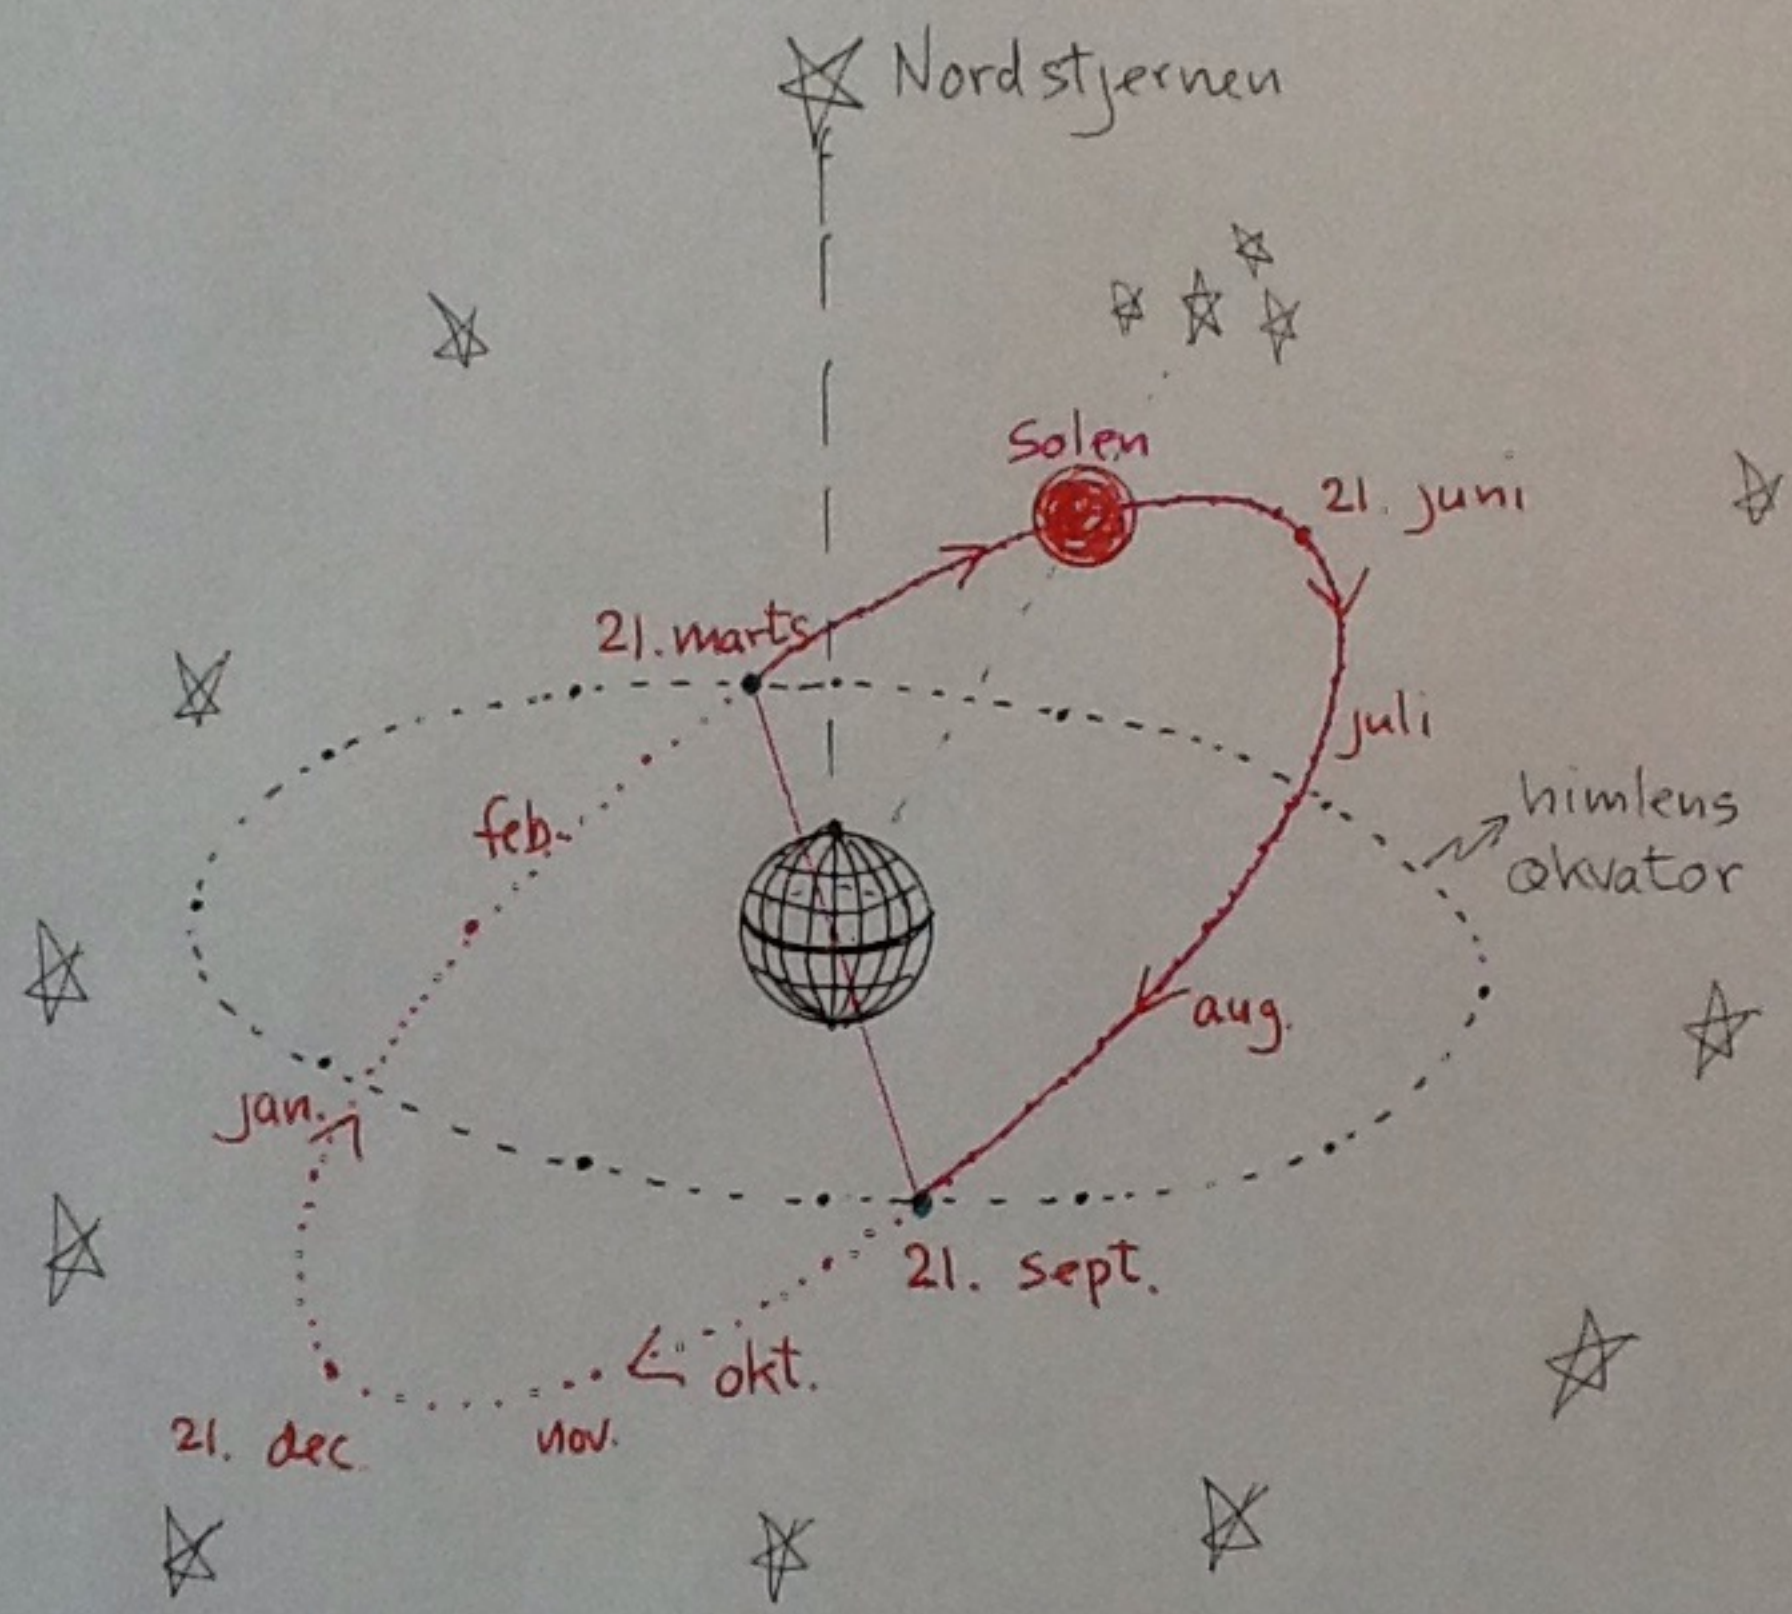 Nordstjernen
Solen
21. juni
21. marts
juli
himlens
ækvator
feb.
aug.
jan.
21. sept.
okt.
nov.
21. dec